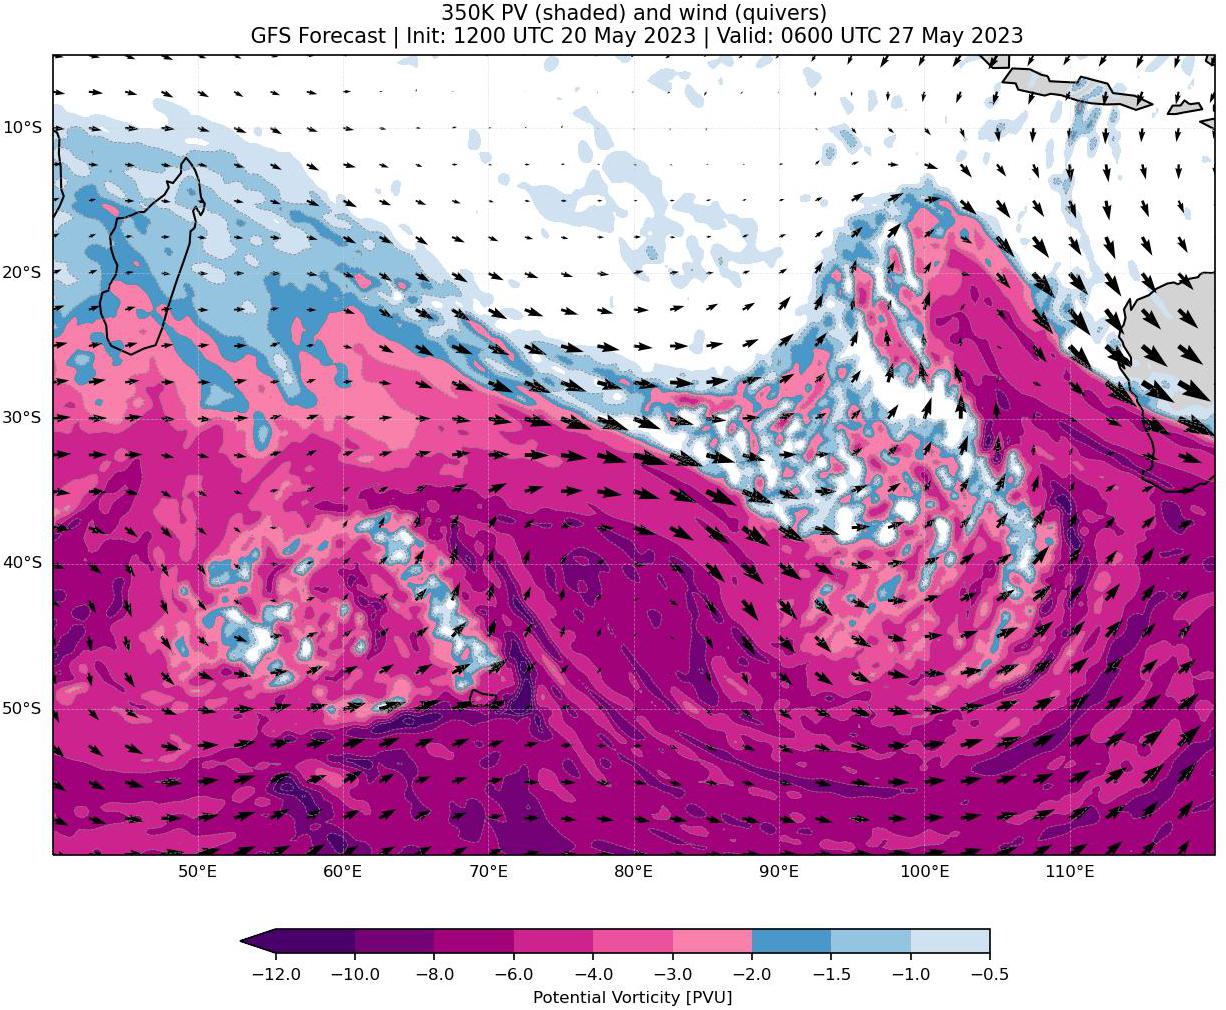 350K PV (shaded) and wind (quivers)
GFS Forecast | Init: 1200 UTC 20 May 2023 | Valid: 0600 UTC 27 May 2023
10°S
20°S
30°S
40°S
50°S
50°E 60°E 70°E 80°E 90°E 100°E 110°E
−12.0 −10.0 −8.0 −6.0 −4.0 −3.0 −2.0 −1.5 −1.0 −0.5
Potential Vorticity [PVU]